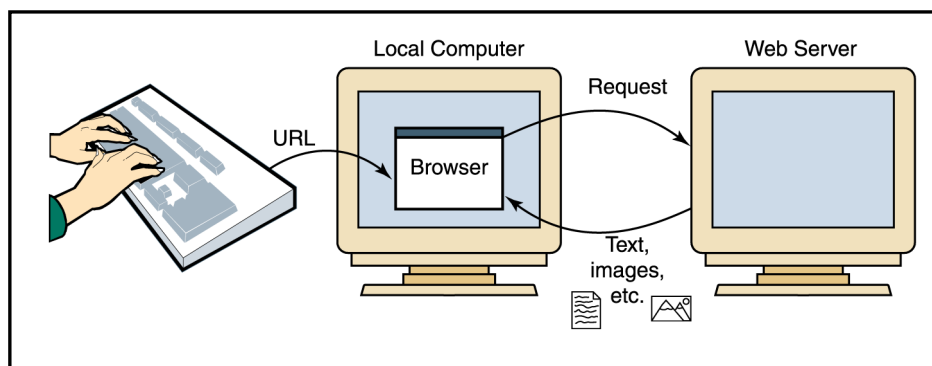 Local Computer
Web Server
Request
URL
Browser
Text,
images,
etc.